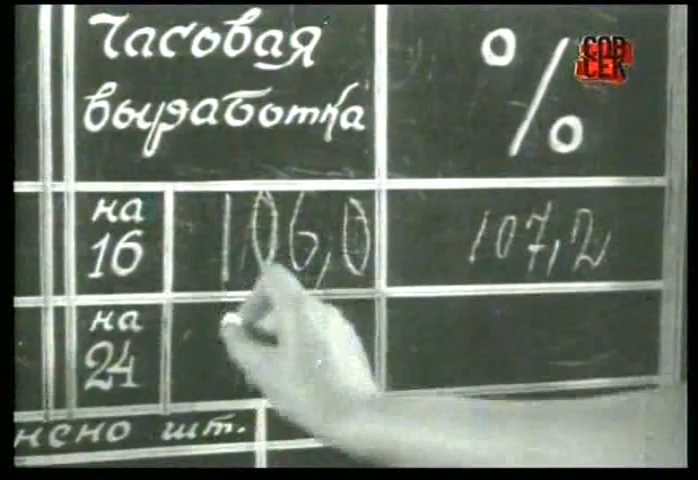 Часовая %
выработка
СОВ
СЕК
на
16 106,0 107,2
на
24
нено шт.